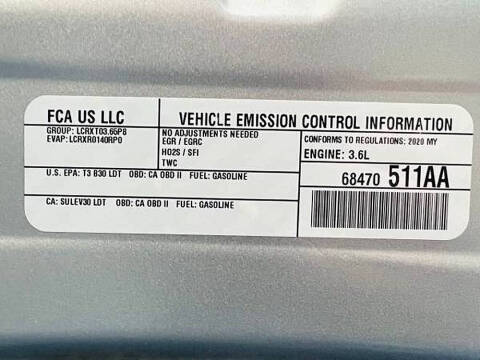 FCA US LLC
GROUP: LCRXT03.65P8
EVAP: LCRXR0140RP0
VEHICLE EMISSION CONTROL INFORMATION
NO ADJUSTMENTS NEEDED
EGR / EGRC
HO2S / SFI
TWC
CONFORMS TO REGULATIONS: 2020 MY
ENGINE: 3.6L
U.S. EPA: T3 B30 LDT OBD: CA OBD II FUEL: GASOLINE
68470 511AA
CA: SULEV30 LDT OBD: CA OBD II FUEL: GASOLINE